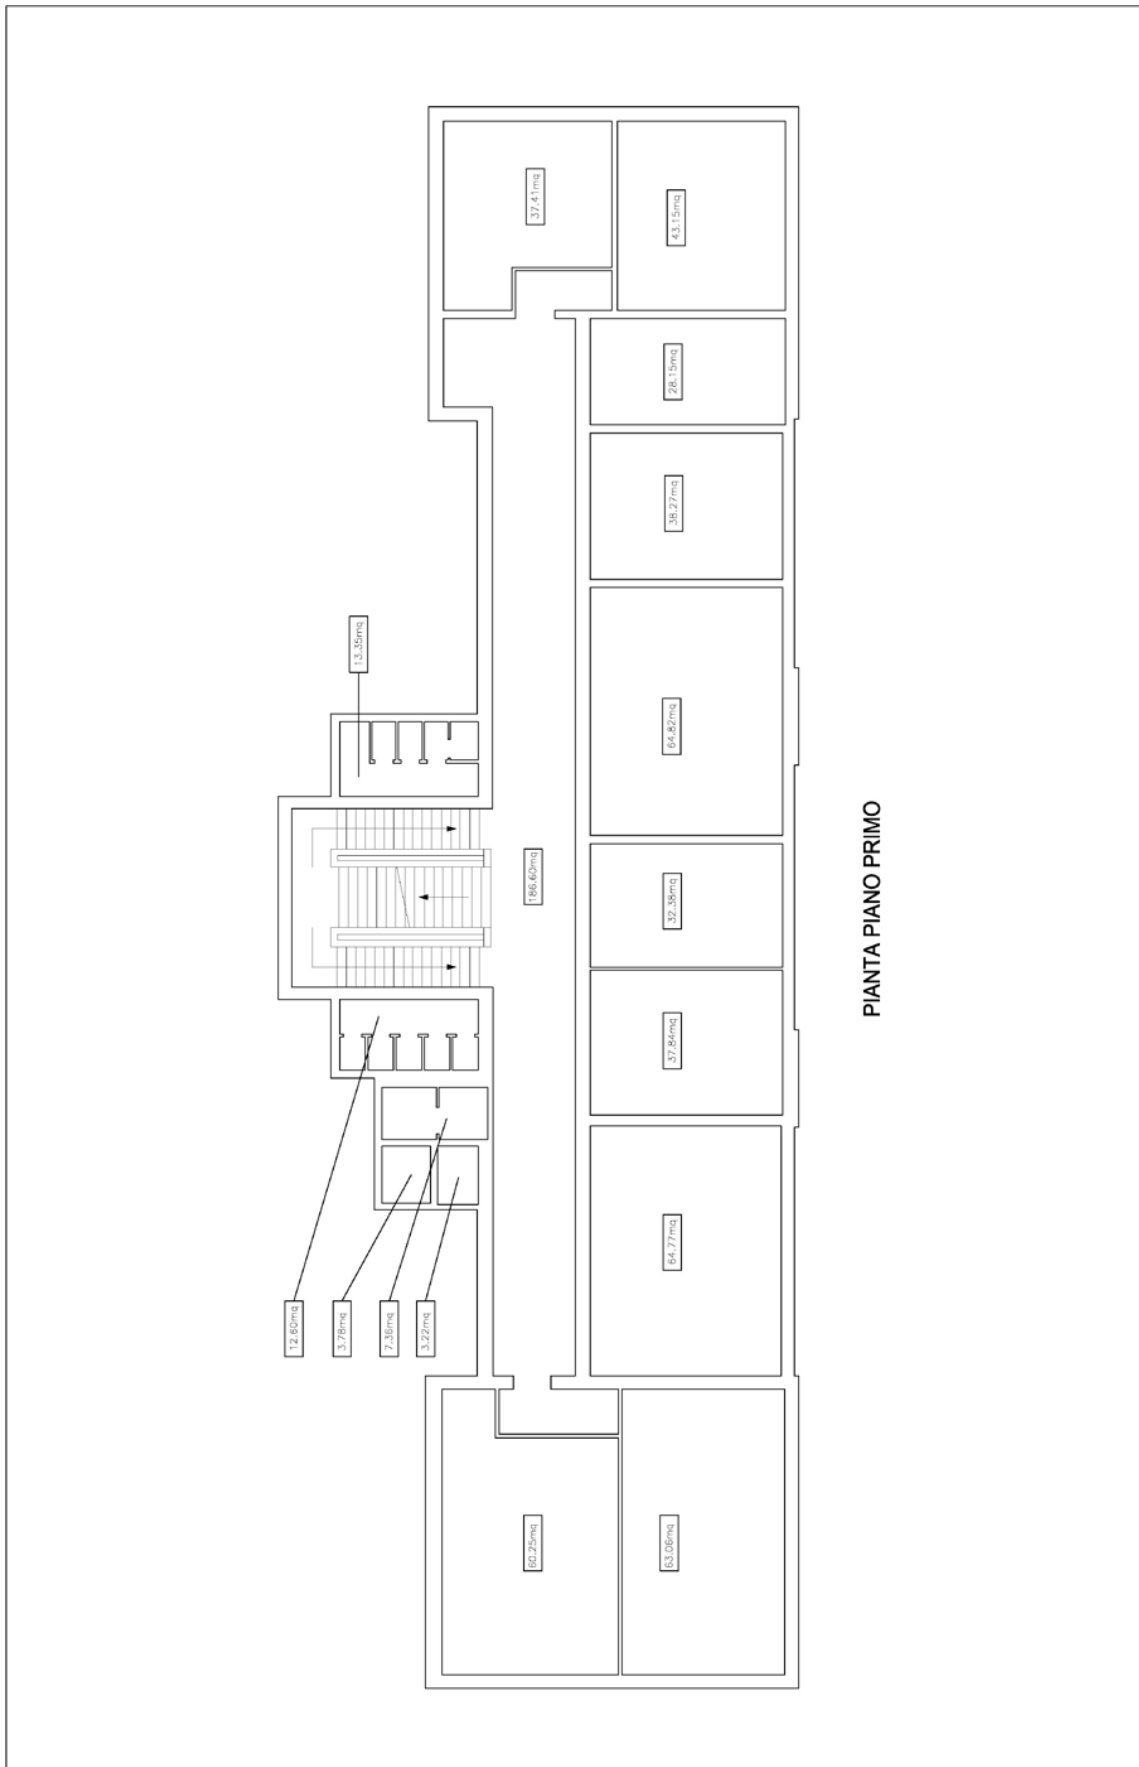 37.41mq
43.15mq
28.15mq
38.27mq
13.35mq
64.82mq
186.60mq
32.38mq
37.84mq
64.77mq
12.60mq
3.78mq
7.36mq
3.22mq
60.25mq
63.06mq
PIANTA PIANO PRIMO